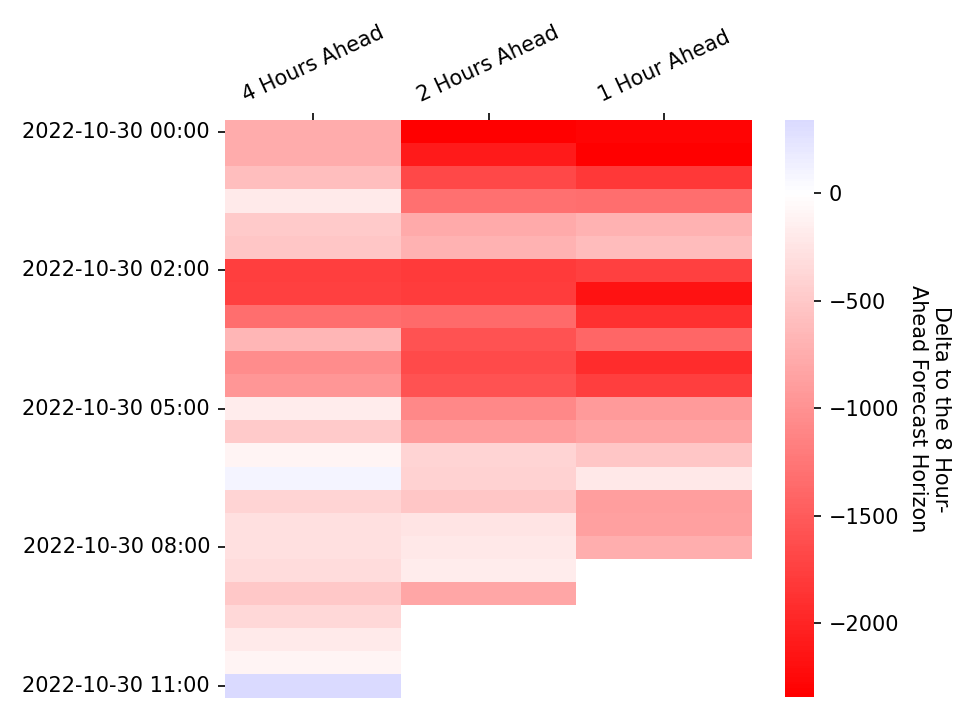 4 Hours Ahead
2 Hours Ahead
1 Hour Ahead
2022-10-30 00:00
2022-10-30 02:00
2022-10-30 05:00
2022-10-30 08:00
2022-10-30 11:00
0
−500
−1000
−1500
−2000
Delta to the 8 Hour-
Ahead Forecast Horizon